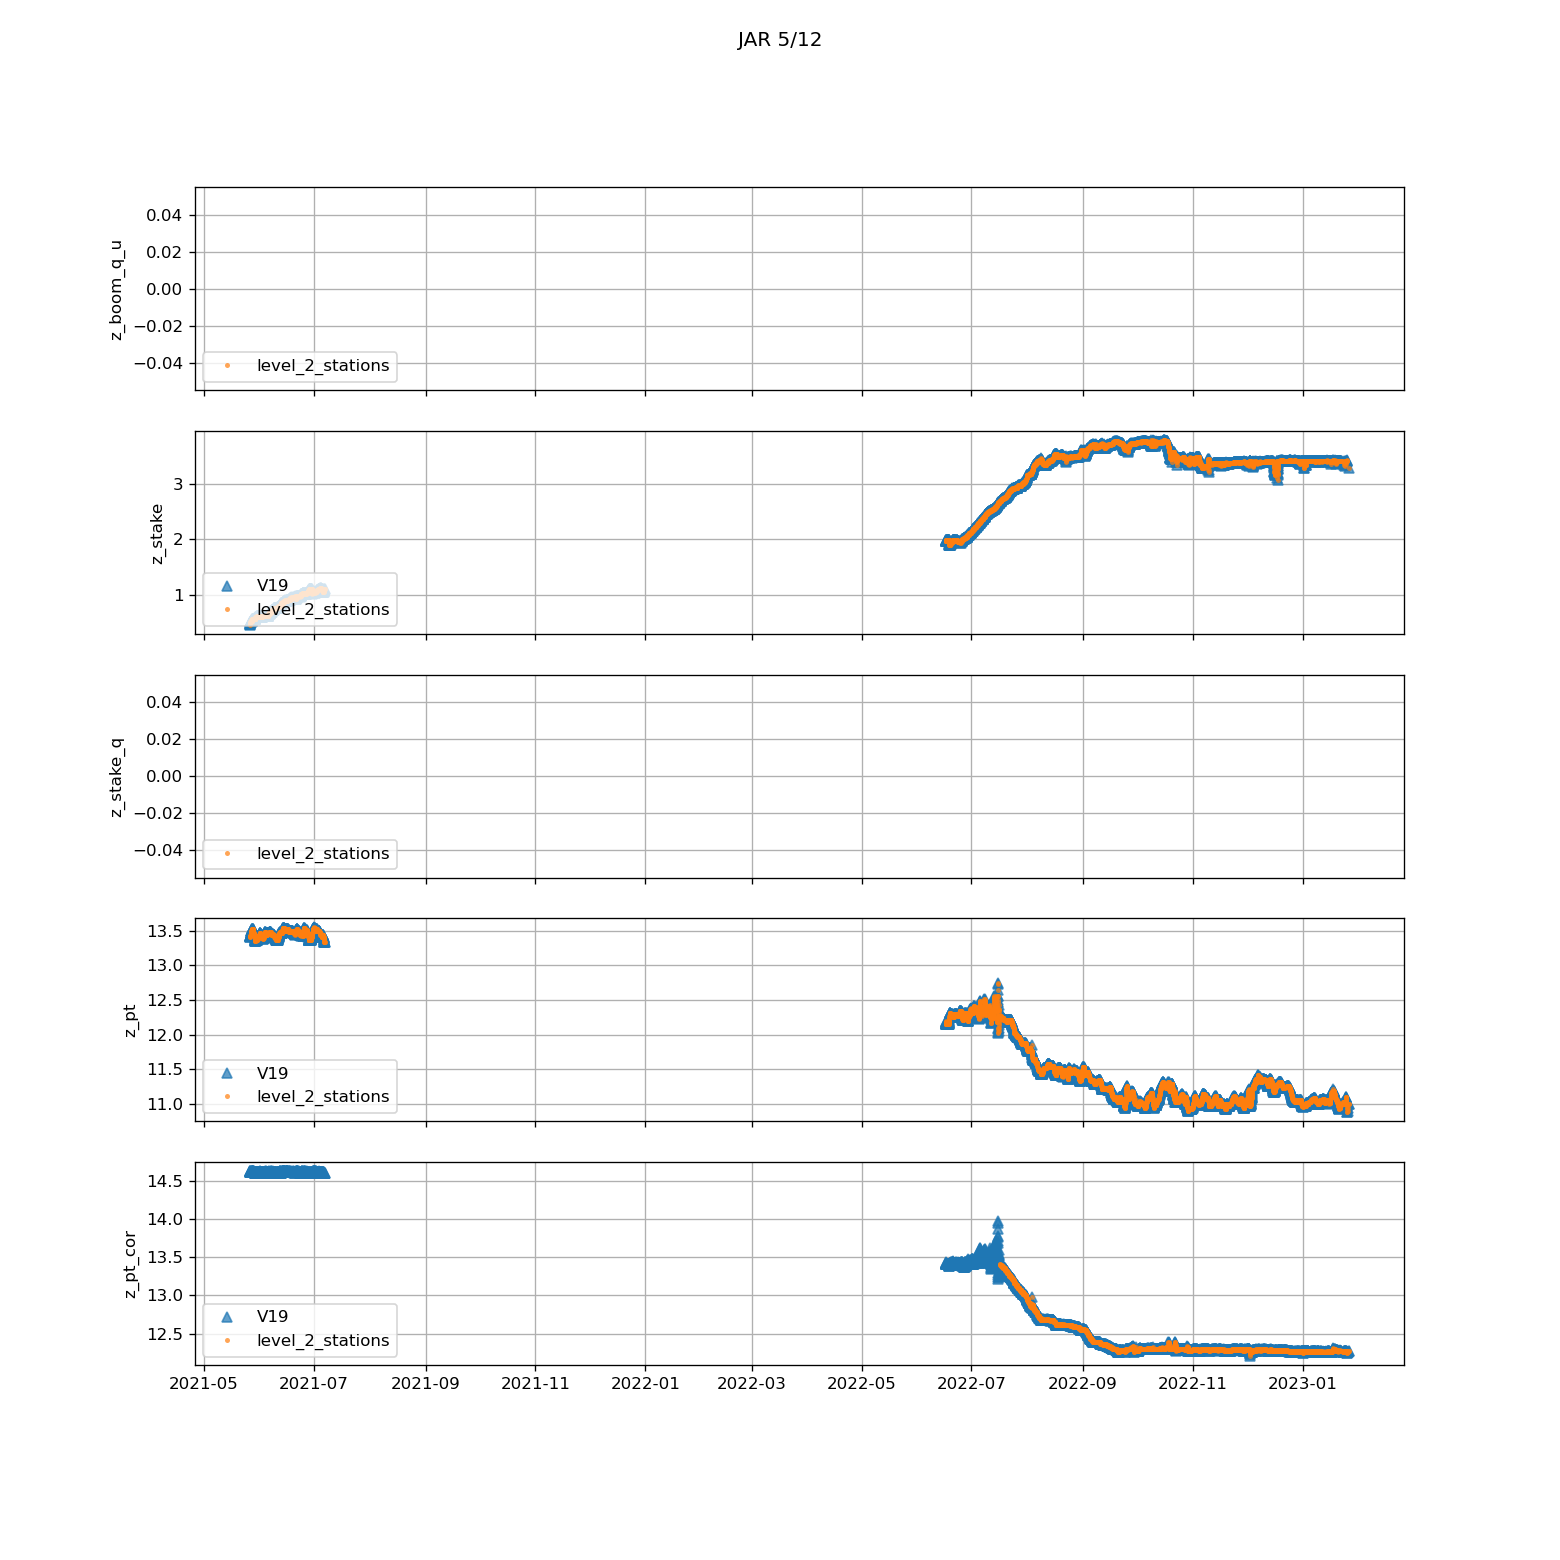 JAR 5/12
z_boom_q_u
0.04
0.02
0.00
−0.02
−0.04
level_2_stations
z_stake
3
2
1
V19
level_2_stations
z_stake_q
0.04
0.02
0.00
−0.02
−0.04
level_2_stations
z_pt
13.5
13.0
12.5
12.0
11.5
11.0
V19
level_2_stations
z_pt_cor
14.5
14.0
13.5
13.0
12.5
V19
level_2_stations
2021-05 2021-07 2021-09 2021-11 2022-01 2022-03 2022-05 2022-07 2022-09 2022-11 2023-01